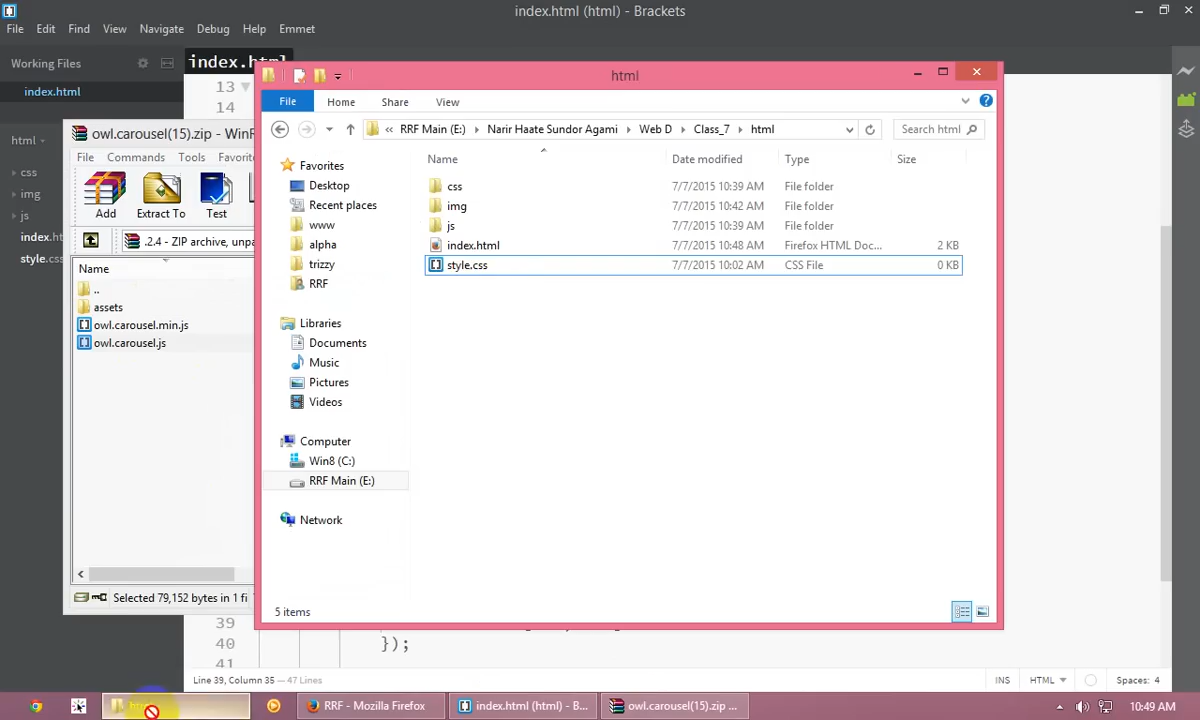 index.html (html) - Brackets
File Edit Find View Navigate Debug Help Emmet
Working Files
index.html
index.html
html
css
img
js
13
14
owl.carousel(15).zip - WinR
File Commands Tools Favorit
Add Extract To Test
.2.4 - ZIP archive, unpa
Name
..
assets
owl.carousel.min.js
owl.carousel.js
Selected 79,152 bytes in 1 fi
index.ht
style.css
html
File Home Share View
« RRF Main (E:) Narir Haate Sundor Agami Web D Class_7 html
Search html
Favorites
Desktop
Recent places
www
alpha
trizzy
RRF
Libraries
Documents
Music
Pictures
Videos
Computer
Win8 (C:)
RRF Main (E:)
Network
Name Date modified Type Size
css 7/7/2015 10:39 AM File folder
img 7/7/2015 10:42 AM File folder
js 7/7/2015 10:39 AM File folder
index.html 7/7/2015 10:48 AM Firefox HTML Doc... 2 KB
style.css 7/7/2015 10:02 AM CSS File 0 KB
5 items
39
40 });
41
Line 39, Column 35 — 47 Lines
INS HTML Spaces: 4
RRF - Mozilla Firefox
index.html (html) - B...
owl.carousel(15).zip ...
10:49 AM